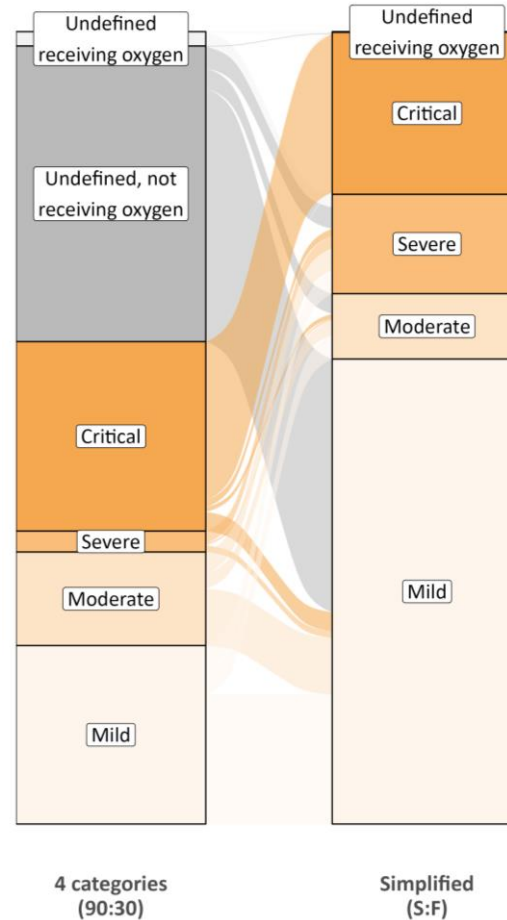 Undefined
receiving oxygen
Undefined, not
receiving oxygen
Critical
Severe
Moderate
Mild
4 categories
(90:30)
Undefined
receiving oxygen
Critical
Severe
Moderate
Mild
Simplified
(S:F)